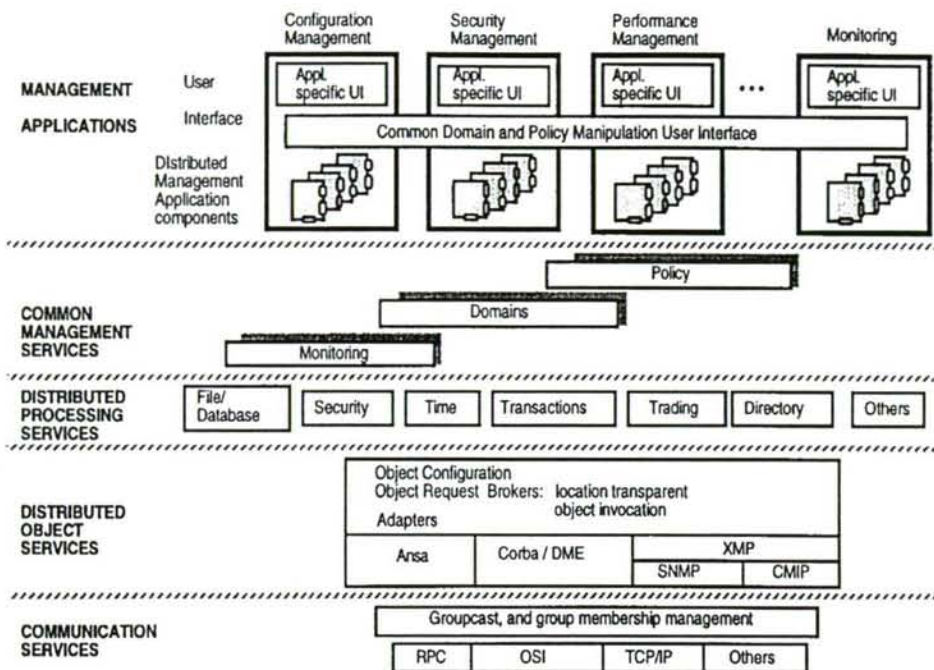 Configuration
Management
Security
Management
Performance
Management
Monitoring
MANAGEMENT
APPLICATIONS
User
Interface
Appl.
specific UI
Appl.
specific UI
Appl.
specific UI
...
Appl.
specific UI
Common Domain and Policy Manipulation User Interface
DIstributed
Management
Application
components
COMMON
MANAGEMENT
SERVICES
Policy
Domains
Monitoring
DISTRIBUTED
PROCESSING
SERVICES
File/
Database
Security
Time
Transactions
Trading
Directory
Others
DISTRIBUTED
OBJECT
SERVICES
Object Configuration
Object Request Brokers: location transparent
object invocation
Adapters
Ansa
Corba / DME
XMP
SNMP
CMIP
COMMUNICATION
SERVICES
Groupcast, and group membership management
RPC
OSI
TCP/IP
Others